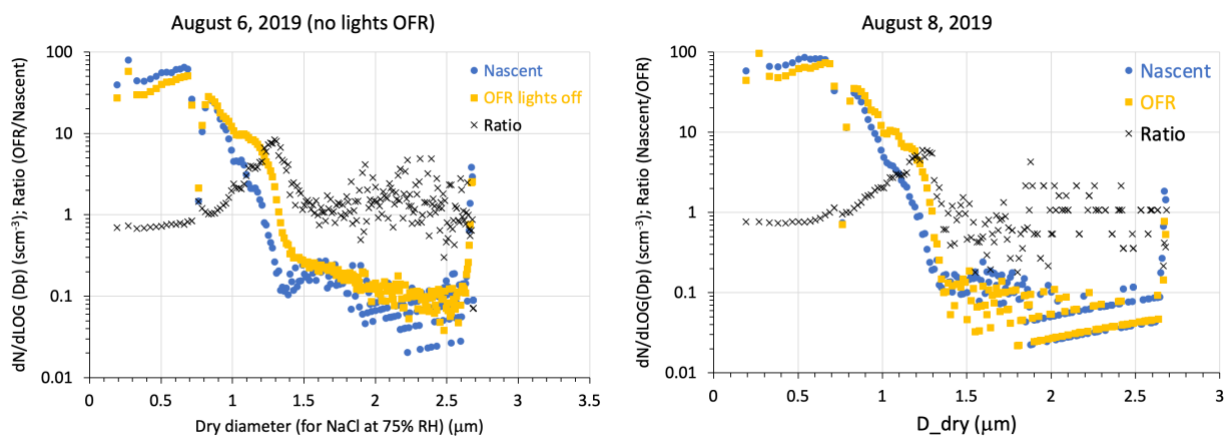 August 6, 2019 (no lights OFR)
dN/dLOG (Dp) (scm⁻³); Ratio (OFR/Nascent)
100
10
1
0.1
0.01
Nascent
OFR lights off
Ratio
0 0.5 1 1.5 2 2.5 3 3.5
Dry diameter (for NaCl at 75% RH) (μm)
August 8, 2019
dN/dLOG(Dp) (scm⁻³); Ratio (Nascent/OFR)
100
10
1
0.1
0.01
Nascent
OFR
Ratio
0 0.5 1 1.5 2 2.5 3
D_dry (μm)